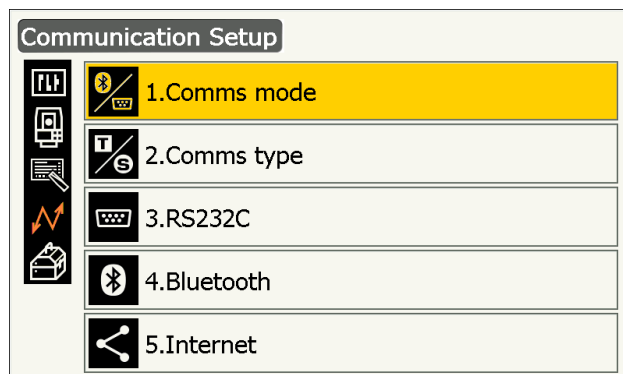 Communication Setup
1.Comms mode
T S 2.Comms type
3.RS232C
4.Bluetooth
5.Internet